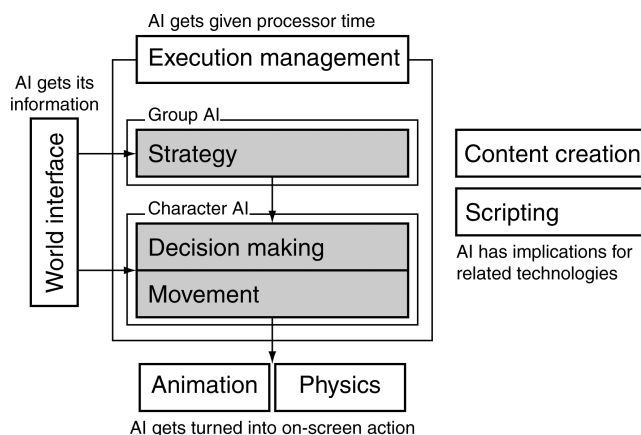 AI gets given processor time
Execution management
AI gets its
information
Group AI
Strategy
World interface
Character AI
Decision making
Movement
Content creation
Scripting
AI has implications for
related technologies
Animation
Physics
AI gets turned into on-screen action